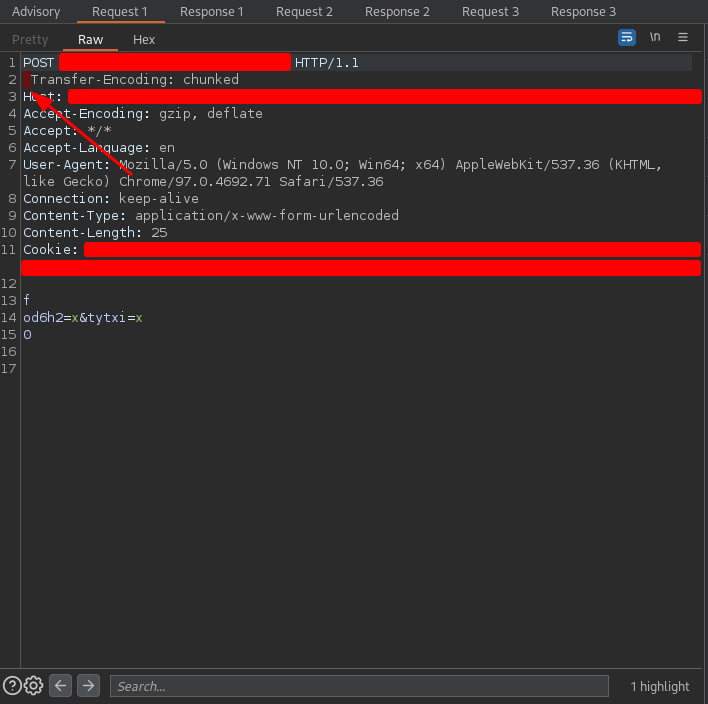 Advisory Request 1 Response 1 Request 2 Response 2 Request 3 Response 3
Pretty Raw Hex \n
1 POST HTTP/1.1
2 Transfer-Encoding: chunked
3 Host:
4 Accept-Encoding: gzip, deflate
5 Accept: */*
6 Accept-Language: en
7 User-Agent: Mozilla/5.0 (Windows NT 10.0; Win64; x64) AppleWebKit/537.36 (KHTML,
like Gecko) Chrome/97.0.4692.71 Safari/537.36
8 Connection: keep-alive
9 Content-Type: application/x-www-form-urlencoded
10 Content-Length: 25
11 Cookie:
12
13 f
14 od6h2=x&tytxi=x
15 0
16
17
? Search... 1 highlight